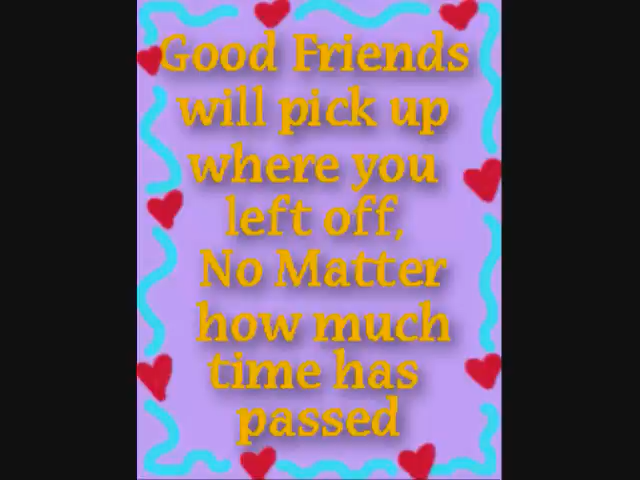 Good Friends
will pick up
where you
left off,
No Matter
how much
time has
passed